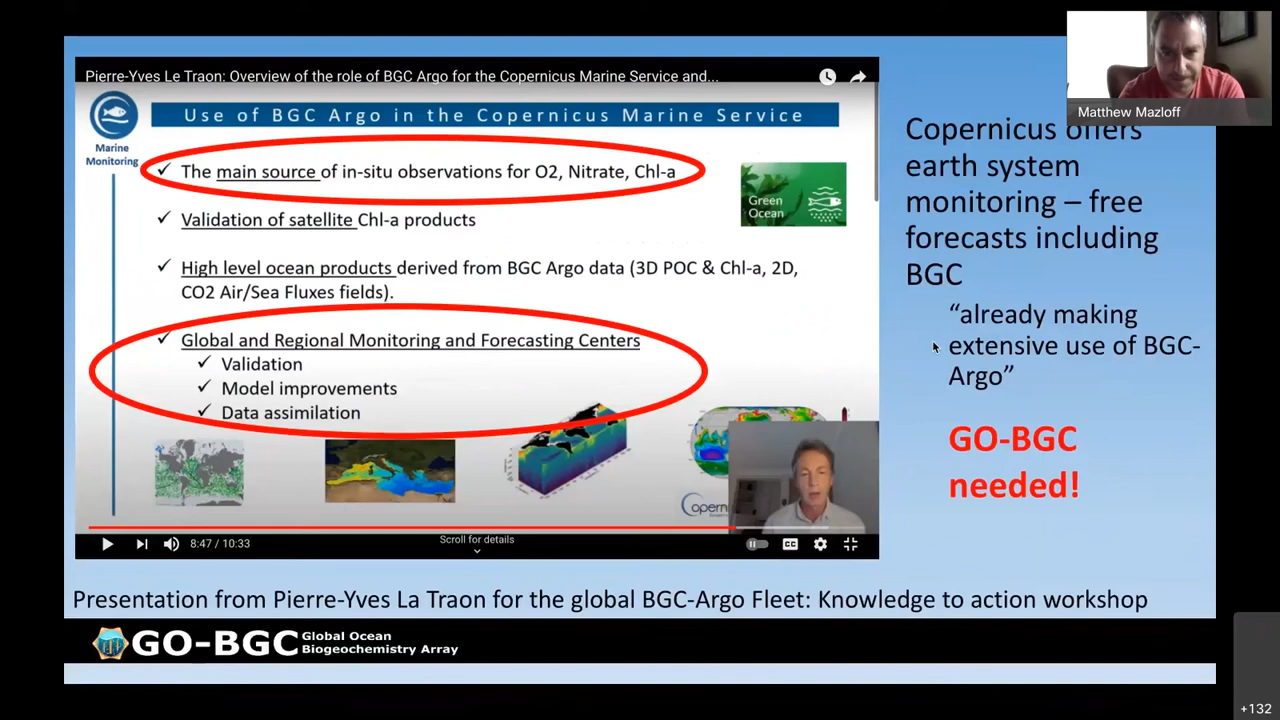 Pierre-Yves Le Traon: Overview of the role of BGC Argo for the Copernicus Marine Service and...
Marine
Monitoring
Use of BGC Argo in the Copernicus Marine Service
The main source of in-situ observations for O2, Nitrate, Chl-a
Green
Ocean
Validation of satellite Chl-a products
High level ocean products derived from BGC Argo data (3D POC & Chl-a, 2D,
CO2 Air/Sea Fluxes fields).
Global and Regional Monitoring and Forecasting Centers
Validation
Model improvements
Data assimilation
8:47 / 10:33
Scroll for details
CC
Matthew Mazloff
Copernicus offers
earth system
monitoring – free
forecasts including
BGC
“already making
extensive use of BGC-
Argo”
GO-BGC
needed!
Presentation from Pierre-Yves La Traon for the global BGC-Argo Fleet: Knowledge to action workshop
GO-BGC
Global Ocean
Biogeochemistry Array
+132